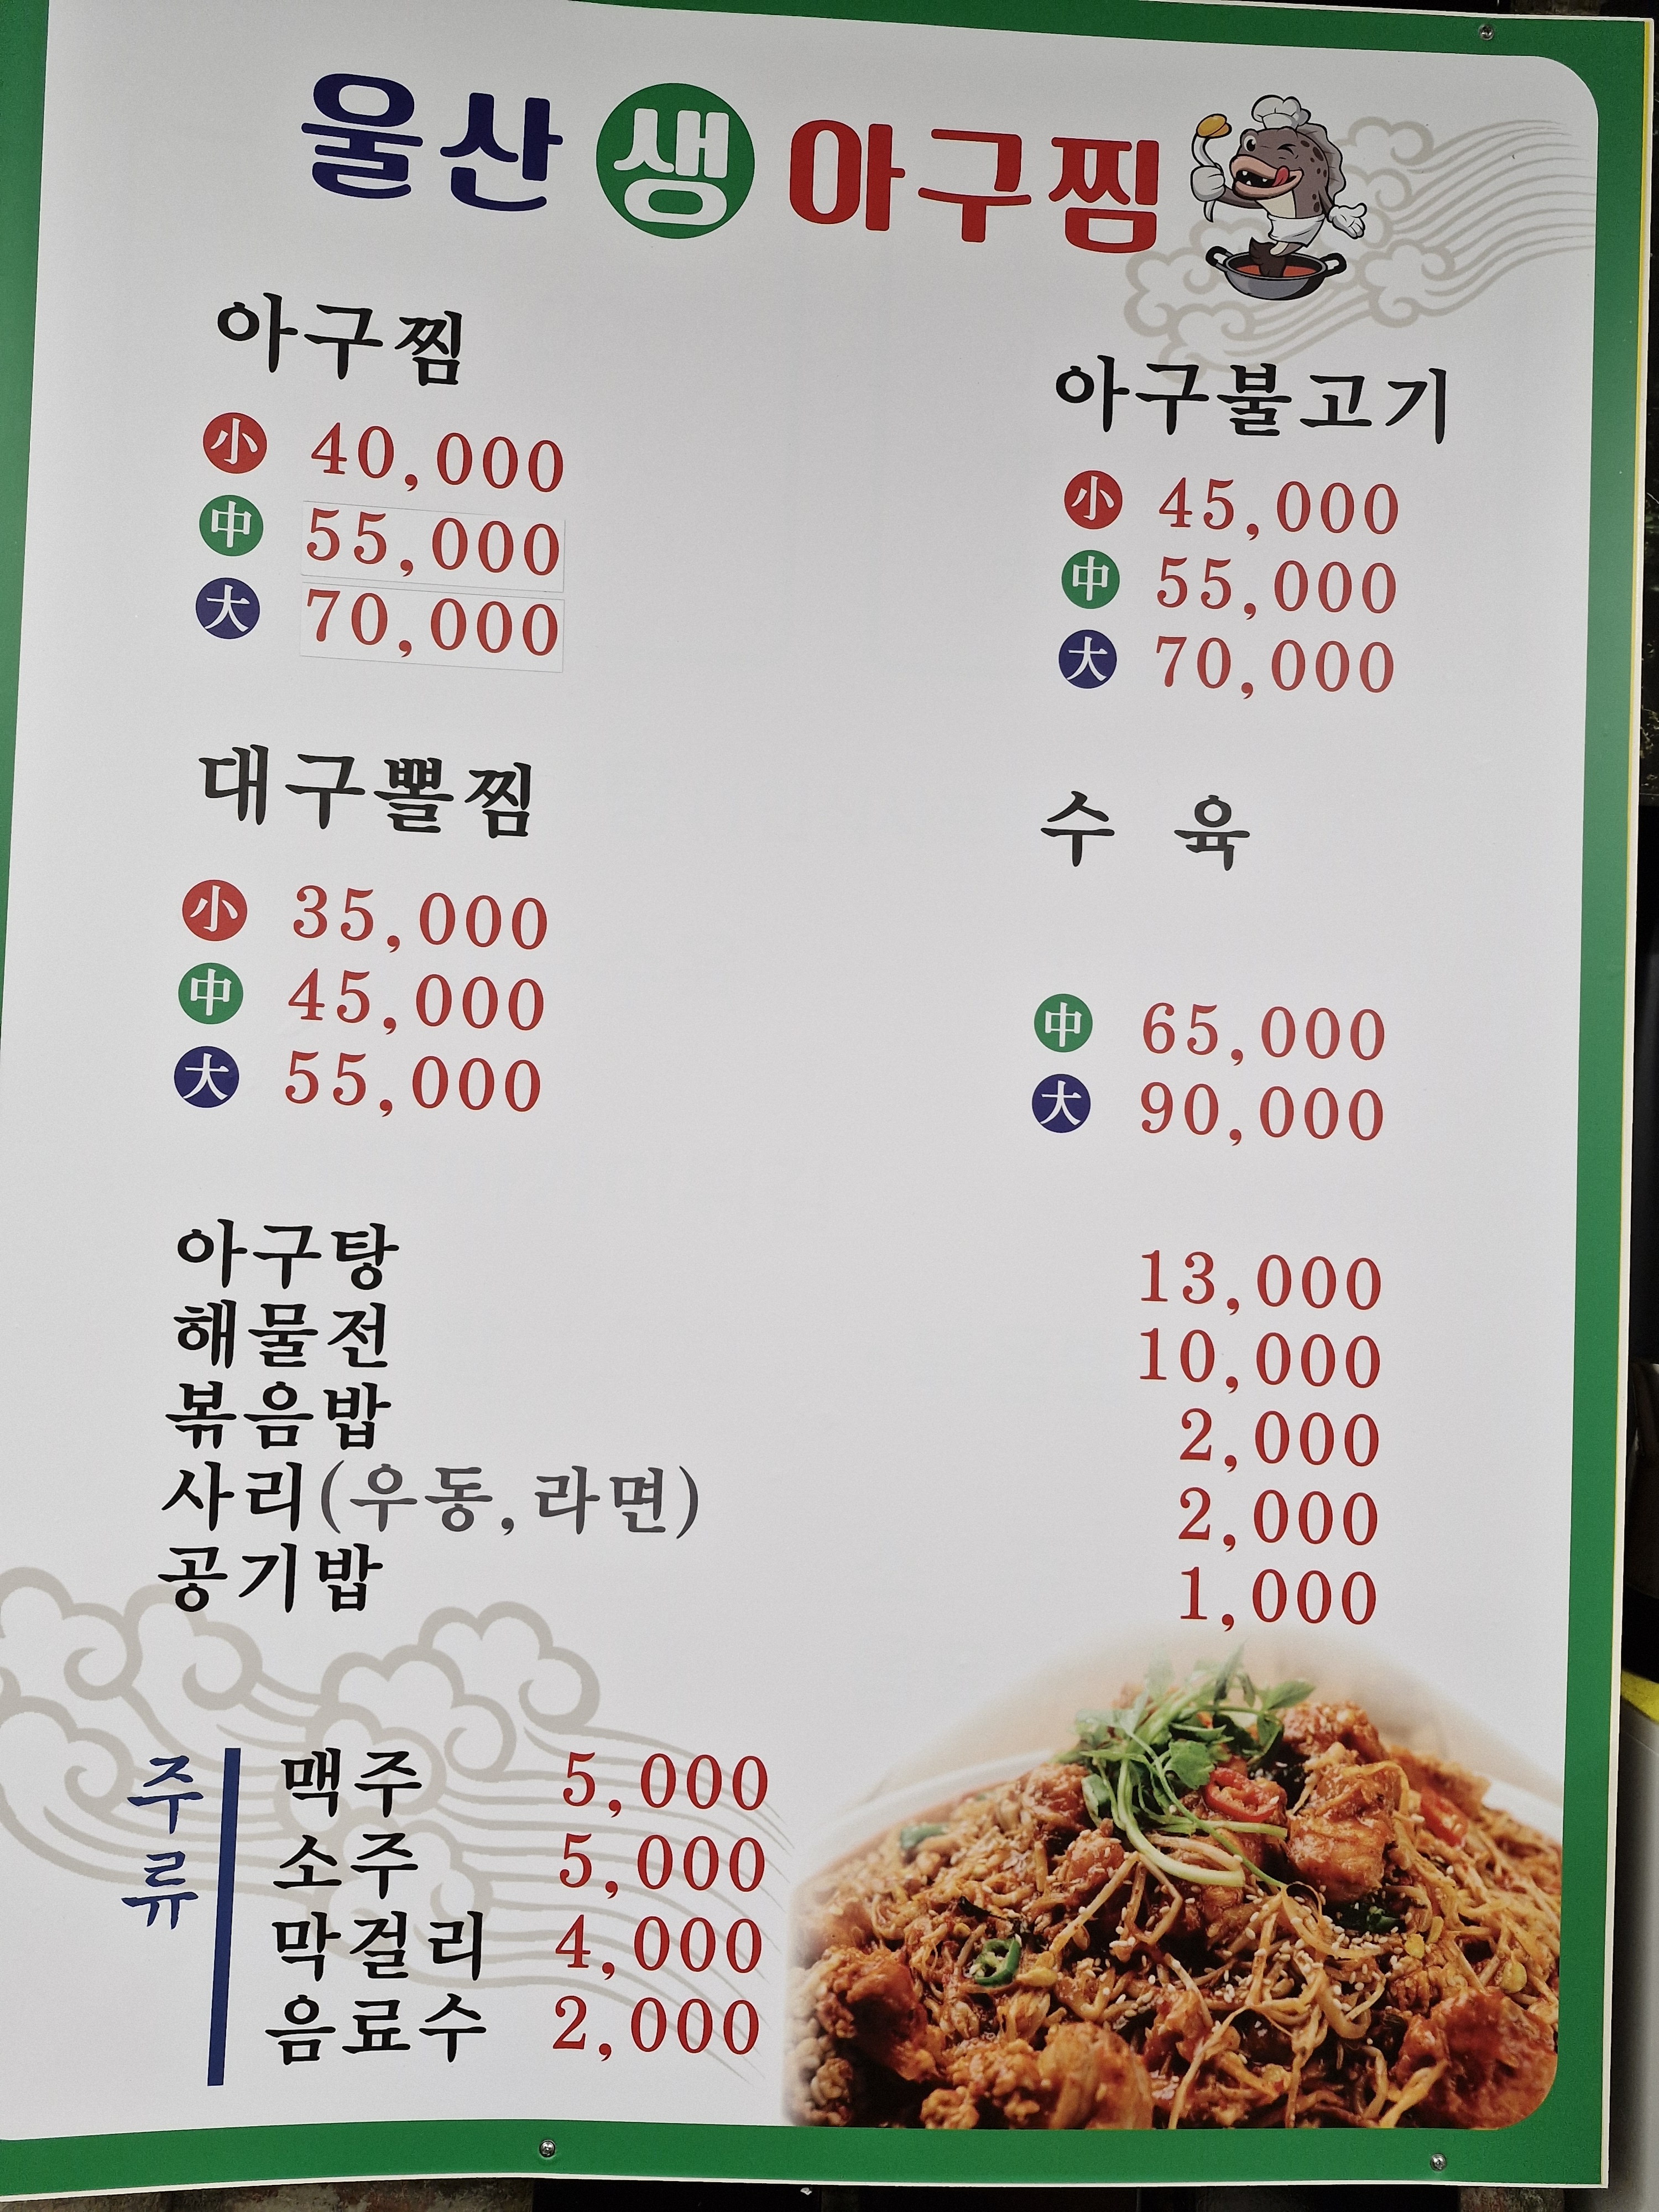 울산 생 아구찜
아구찜
小 40,000
中 55,000
大 70,000
아구불고기
小 45,000
中 55,000
大 70,000
대구뽈찜
小 35,000
中 45,000
大 55,000
수 육
中 65,000
大 90,000
아구탕 13,000
해물전 10,000
볶음밥 2,000
사리(우동,라면) 2,000
공기밥 1,000
주류
맥주 5,000
소주 5,000
막걸리 4,000
음료수 2,000